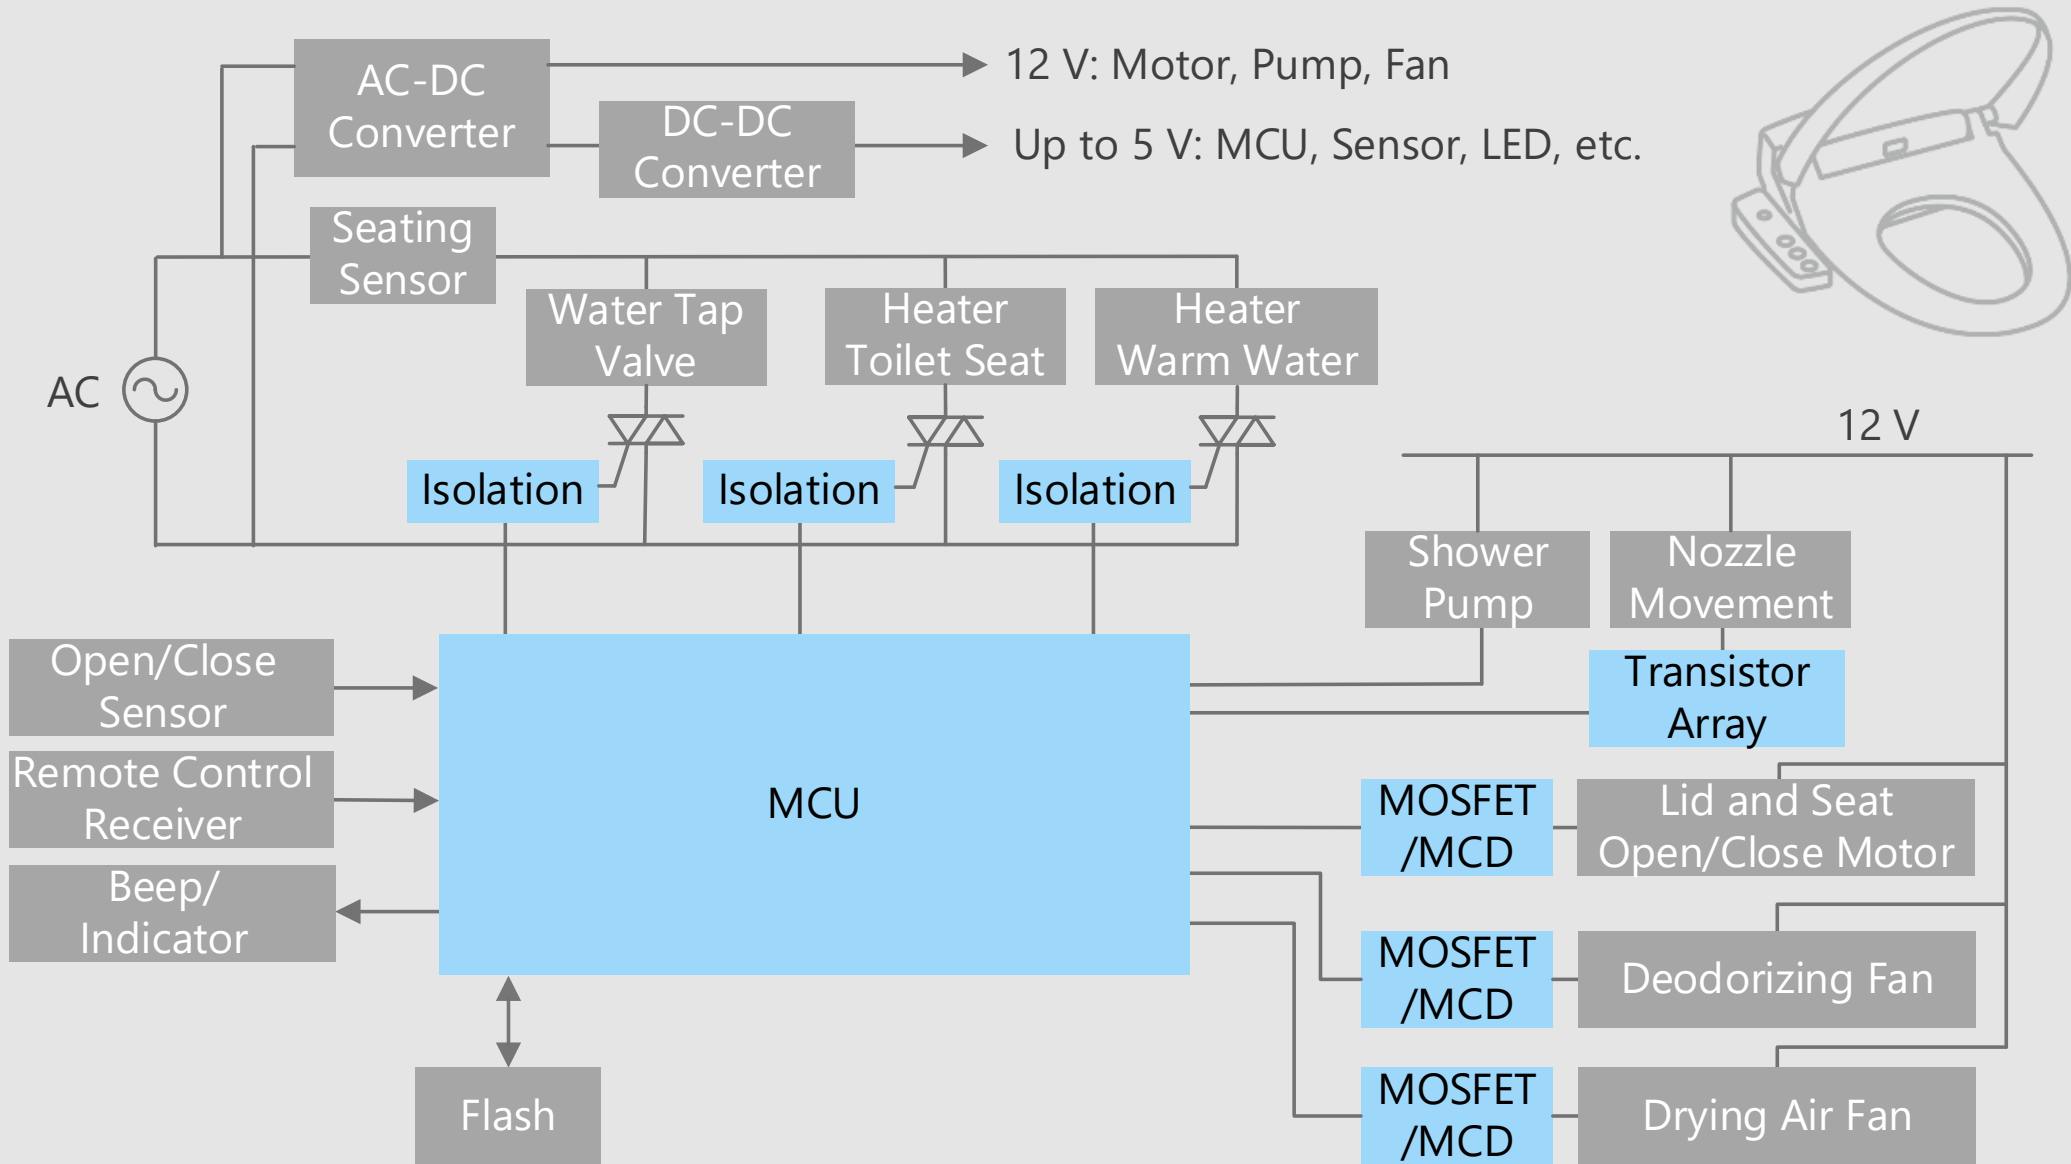 AC-DC
Converter
12 V: Motor, Pump, Fan
DC-DC
Converter
Up to 5 V: MCU, Sensor, LED, etc.
Seating
Sensor
Water Tap
Valve
Heater
Toilet Seat
Heater
Warm Water
AC
12 V
Isolation
Isolation
Isolation
Shower
Pump
Nozzle
Movement
Transistor
Array
Open/Close
Sensor
Remote Control
Receiver
Beep/
Indicator
MCU
MOSFET
/MCD
Lid and Seat
Open/Close Motor
MOSFET
/MCD
Deodorizing Fan
MOSFET
/MCD
Drying Air Fan
Flash